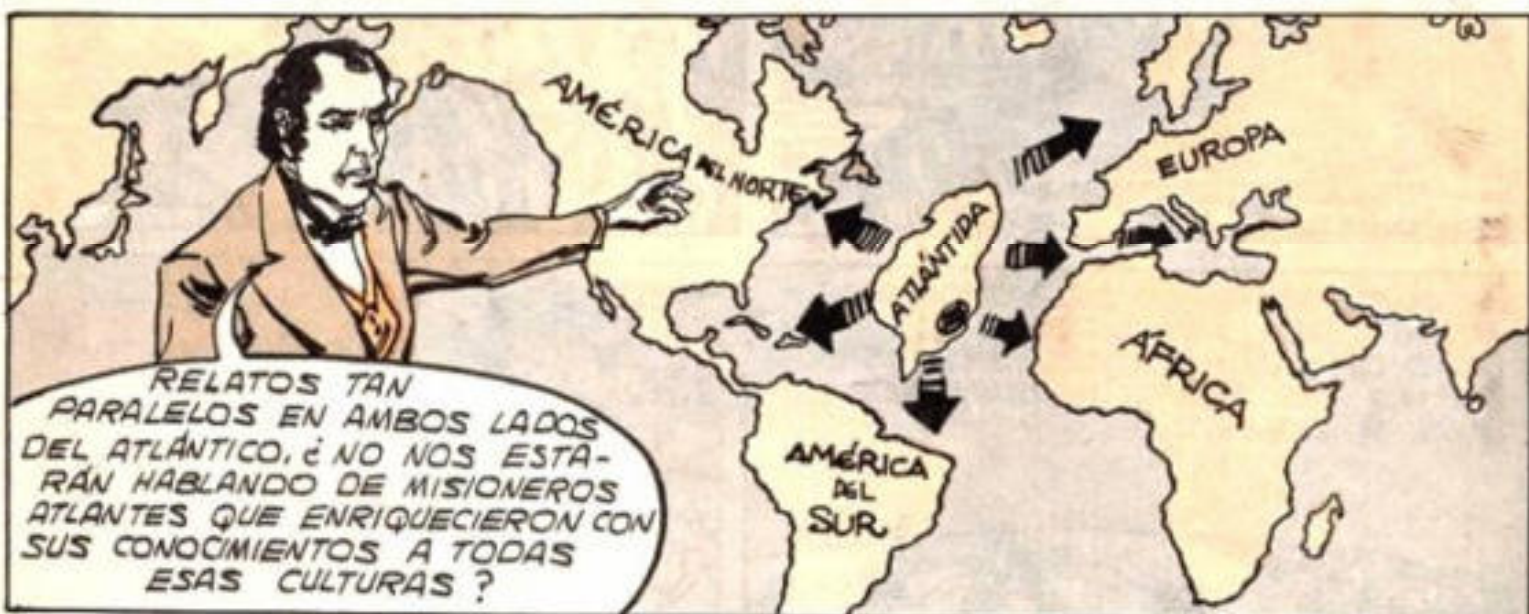 AMÉRICA DEL NORTE
ATLÁNTIDA
EUROPA
ÁFRICA
AMÉRICA
DEL
SUR
RELATOS TAN
PARALELOS EN AMBOS LADOS
DEL ATLÁNTICO, ¿NO NOS ESTA-
RÁN HABLANDO DE MISIONEROS
ATLANTES QUE ENRIQUECIERON CON
SUS CONOCIMIENTOS A TODAS
ESAS CULTURAS?